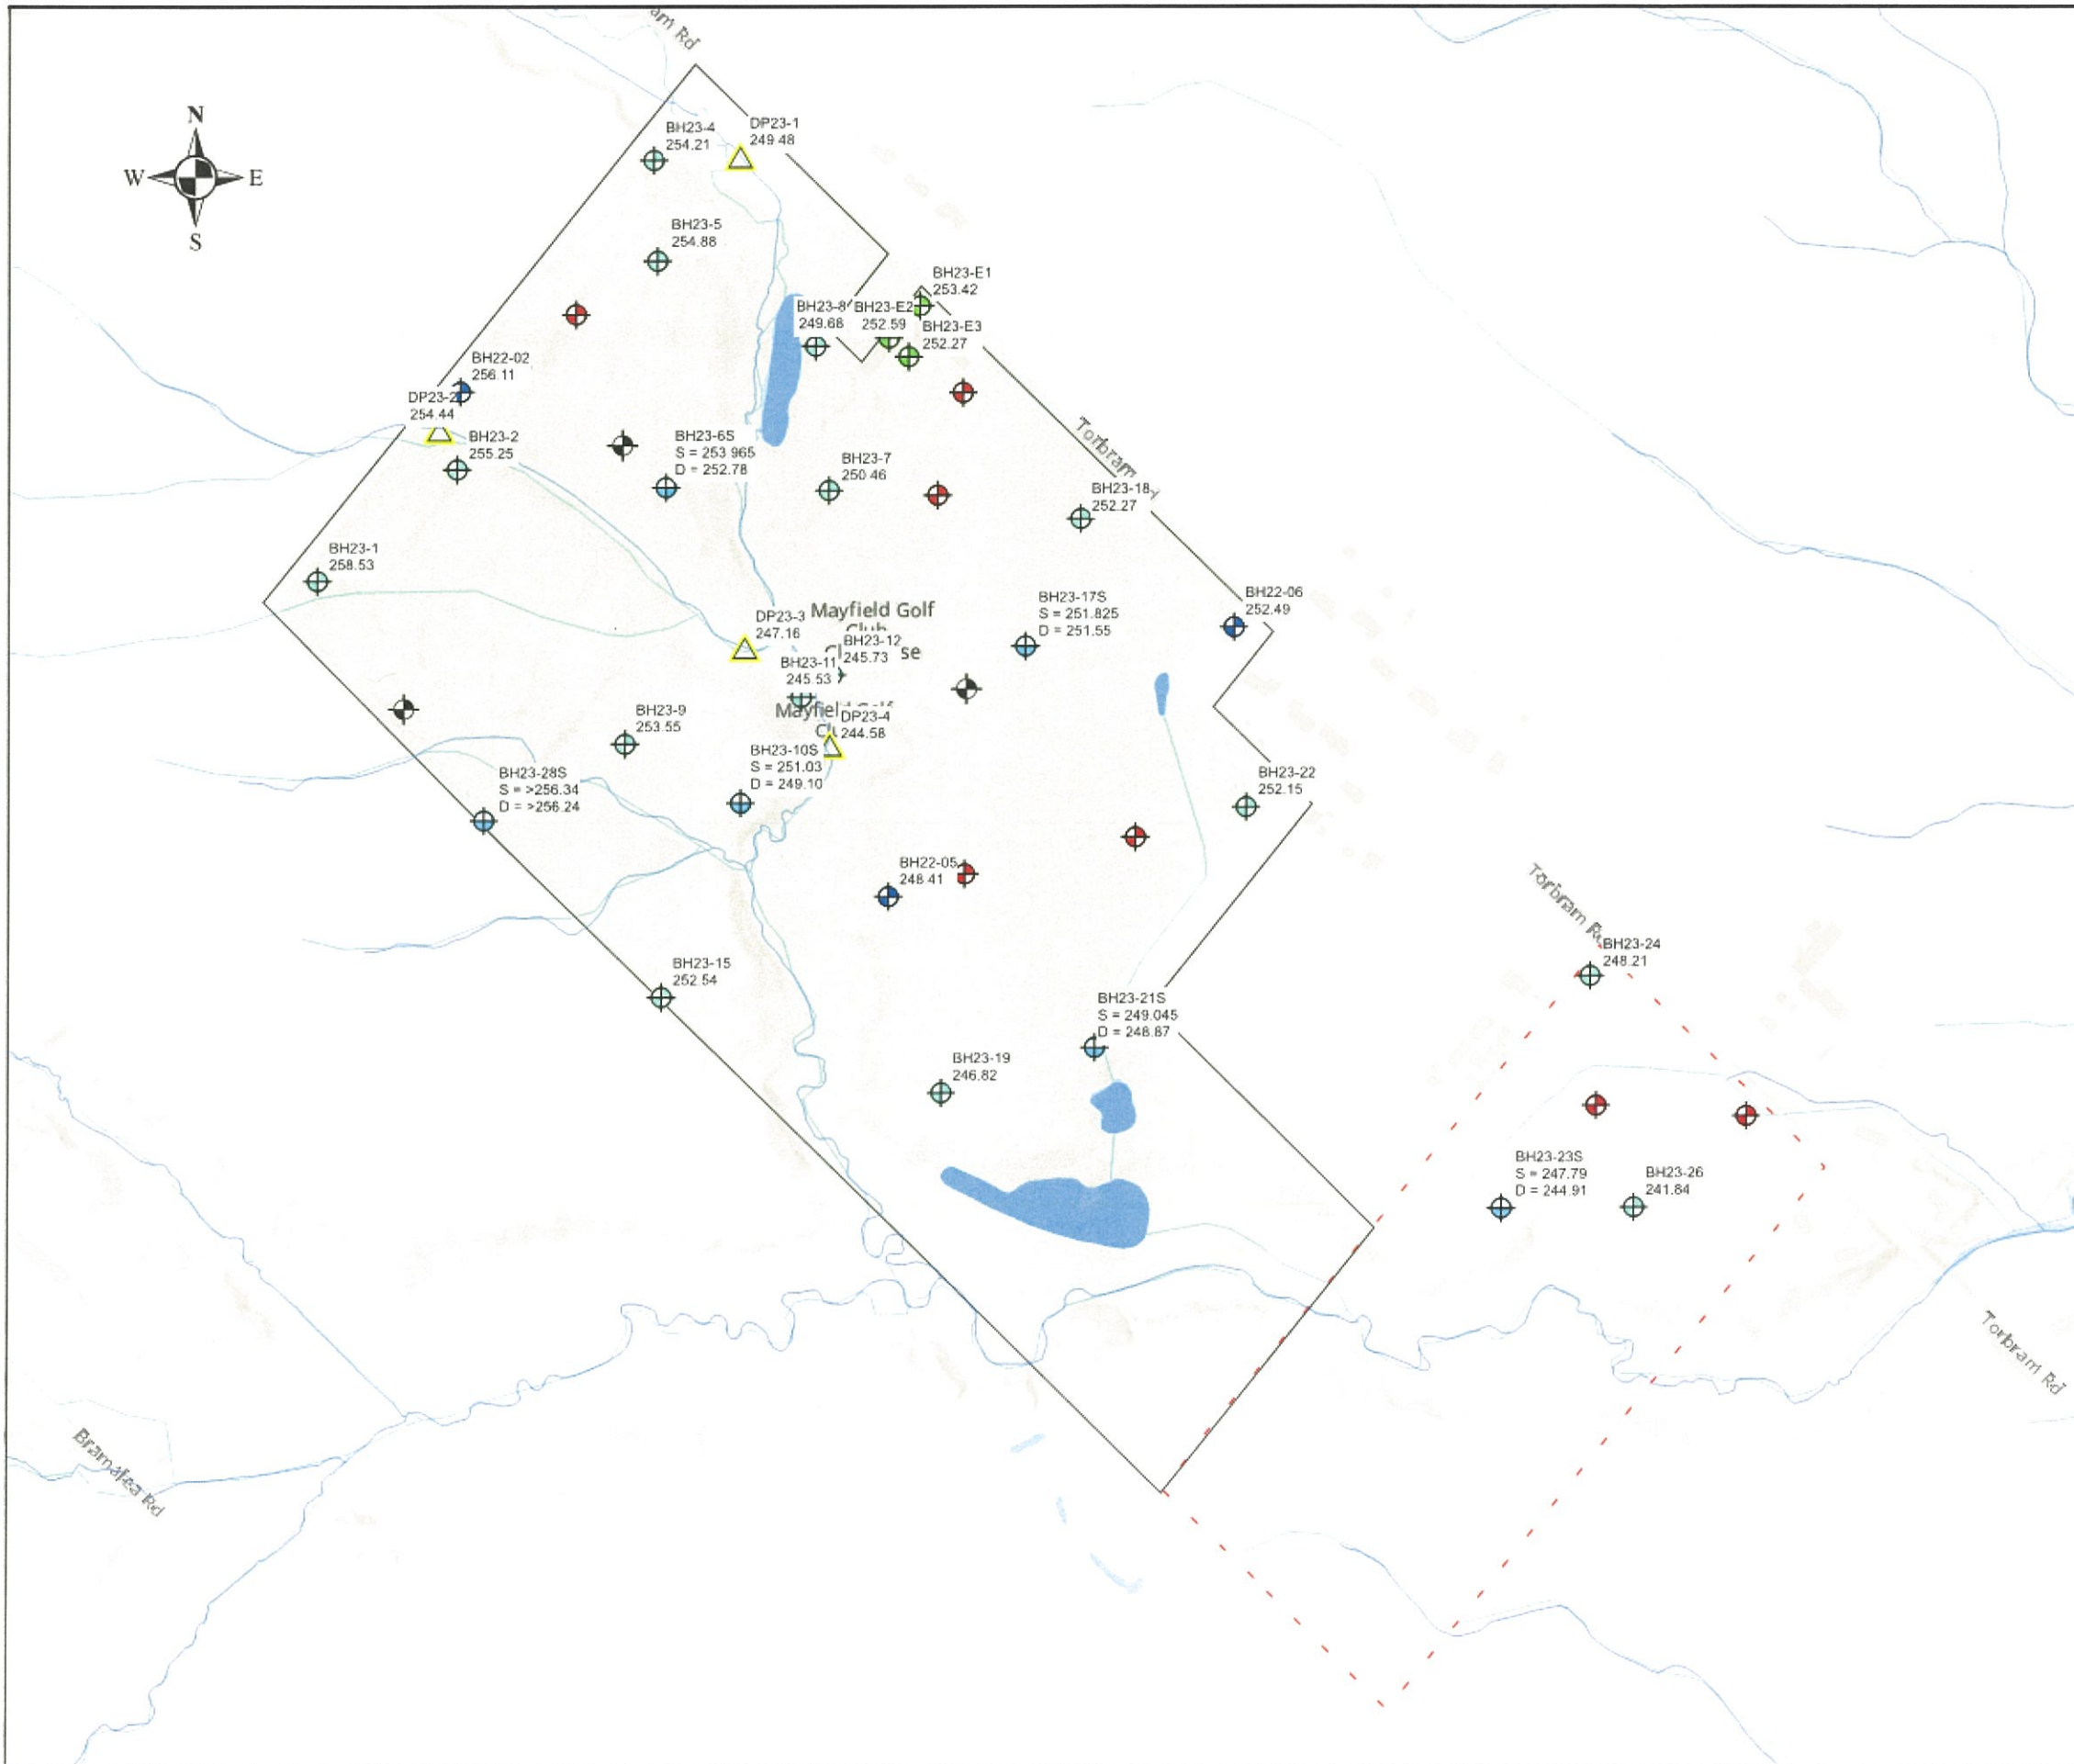 am Rd
N
W
E
S
BH23-4
254.21
DP23-1
249.48
BH23-5
254.88
BH23-E1
253.42
BH23-8
249.68
BH23-E2
252.59
BH23-E3
252.27
BH22-02
256.11
DP23-2
254.44
BH23-2
255.25
BH23-6S
S = 253.965
D = 252.78
BH23-7
250.46
Torbram
BH23-18
252.27
BH23-1
258.53
BH23-17S
S = 251.825
D = 251.55
BH22-06
252.49
Mayfield Golf
Club
DP23-3
247.16
BH23-12
245.73
se
BH23-11
245.53
BH23-9
253.55
DP23-4
244.58
BH23-10S
S = 251.03
D = 249.10
BH23-28S
S = >256.34
D = >256.24
BH23-22
252.15
BH22-05
248.41
Torbram Rd
BH23-24
248.21
BH23-15
252.54
BH23-21S
S = 249.045
D = 248.87
BH23-19
246.82
BH23-23S
S = 247.79
D = 244.91
BH23-26
241.84
Torbram Rd
Bramalea Rd